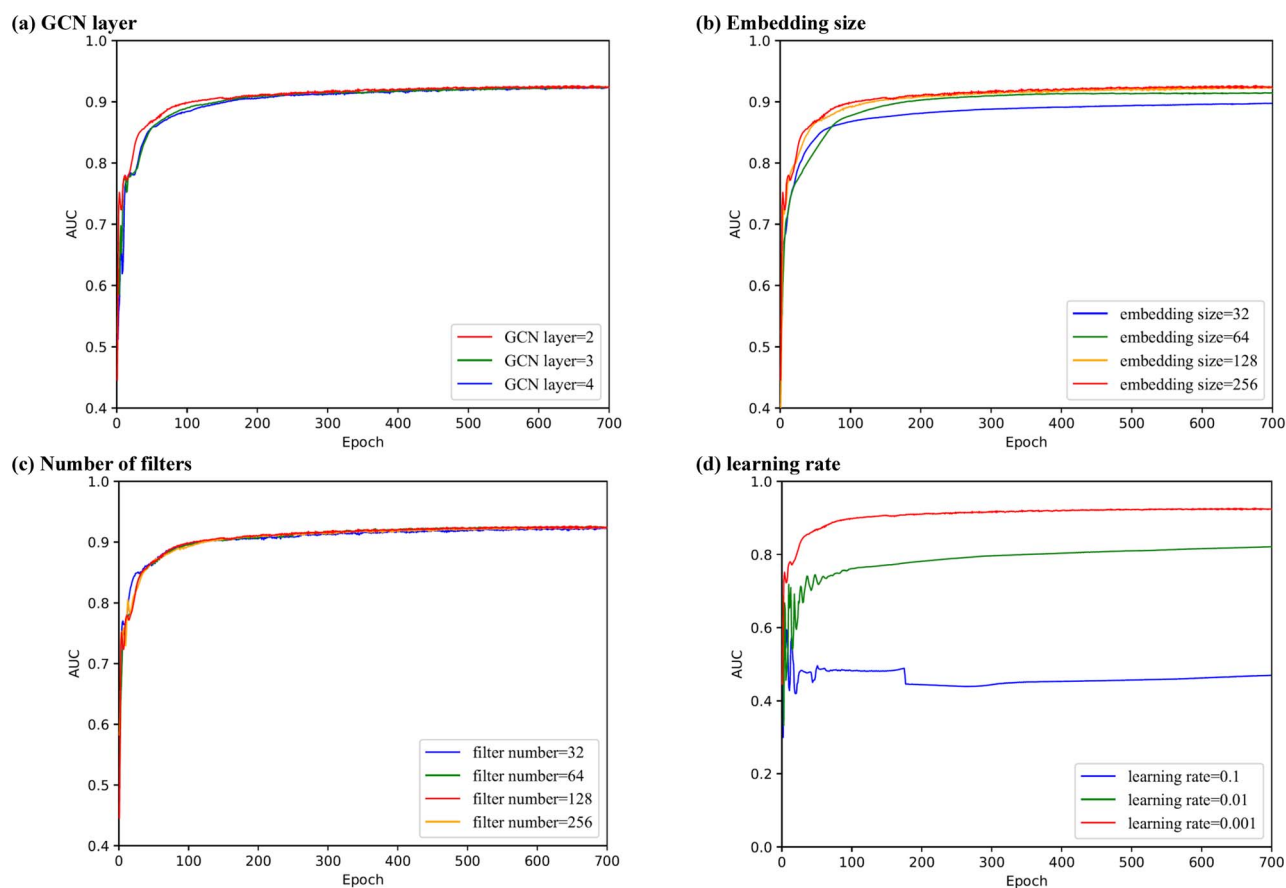 (a) GCN layer
1.0
0.9
0.8
0.7
0.6
0.5
0.4
AUC
0 100 200 300 400 500 600 700
Epoch
GCN layer=2
GCN layer=3
GCN layer=4
(b) Embedding size
1.0
0.9
0.8
0.7
0.6
0.5
0.4
AUC
0 100 200 300 400 500 600 700
Epoch
embedding size=32
embedding size=64
embedding size=128
embedding size=256
(c) Number of filters
1.0
0.9
0.8
0.7
0.6
0.5
0.4
AUC
0 100 200 300 400 500 600 700
Epoch
filter number=32
filter number=64
filter number=128
filter number=256
(d) learning rate
1.0
0.8
0.6
0.4
0.2
0.0
AUC
0 100 200 300 400 500 600 700
Epoch
learning rate=0.1
learning rate=0.01
learning rate=0.001